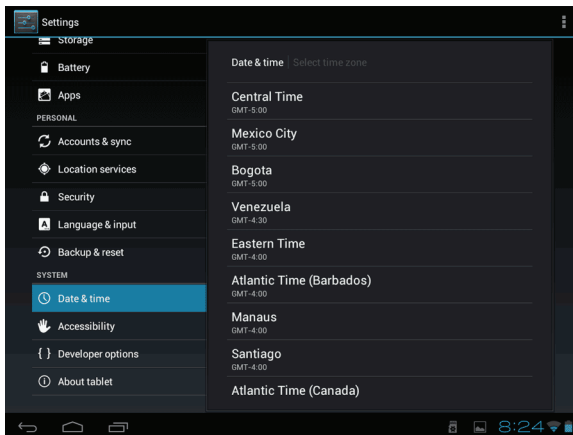 Settings
Storage
Battery
Apps
PERSONAL
Accounts & sync
Location services
Security
Language & input
Backup & reset
SYSTEM
Date & time
Accessibility
Developer options
About tablet
Date & time | Select time zone
Central Time
GMT-5:00
Mexico City
GMT-5:00
Bogota
GMT-5:00
Venezuela
GMT-4:30
Eastern Time
GMT-4:00
Atlantic Time (Barbados)
GMT-4:00
Manaus
GMT-4:00
Santiago
GMT-4:00
Atlantic Time (Canada)
8:24